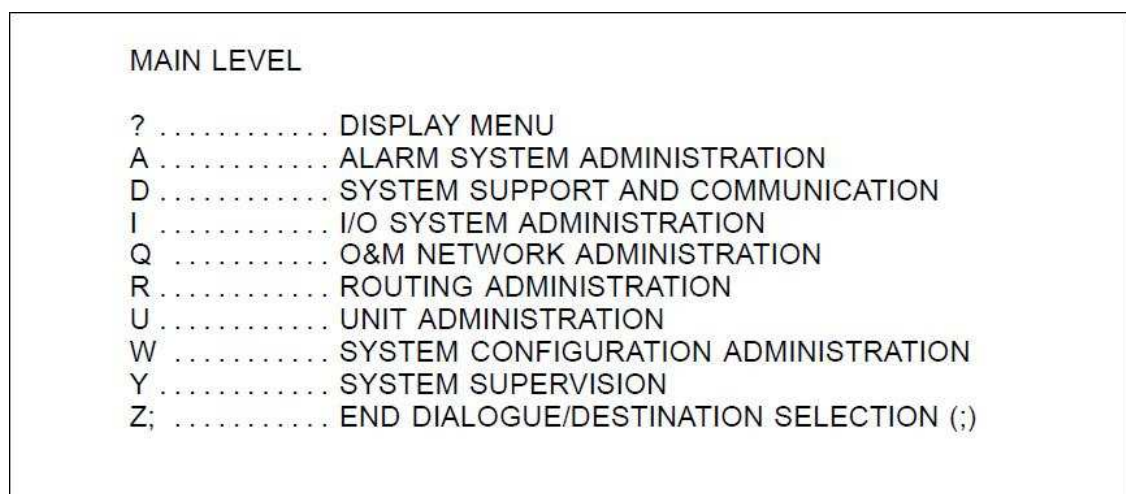 MAIN LEVEL
? . . . . . . . . . . . . DISPLAY MENU
A . . . . . . . . . . . . ALARM SYSTEM ADMINISTRATION
D . . . . . . . . . . . . SYSTEM SUPPORT AND COMMUNICATION
I . . . . . . . . . . . . I/O SYSTEM ADMINISTRATION
Q . . . . . . . . . . . O&M NETWORK ADMINISTRATION
R . . . . . . . . . . . . ROUTING ADMINISTRATION
U . . . . . . . . . . . . UNIT ADMINISTRATION
W . . . . . . . . . . . SYSTEM CONFIGURATION ADMINISTRATION
Y . . . . . . . . . . . . SYSTEM SUPERVISION
Z; . . . . . . . . . . . END DIALOGUE/DESTINATION SELECTION (;)